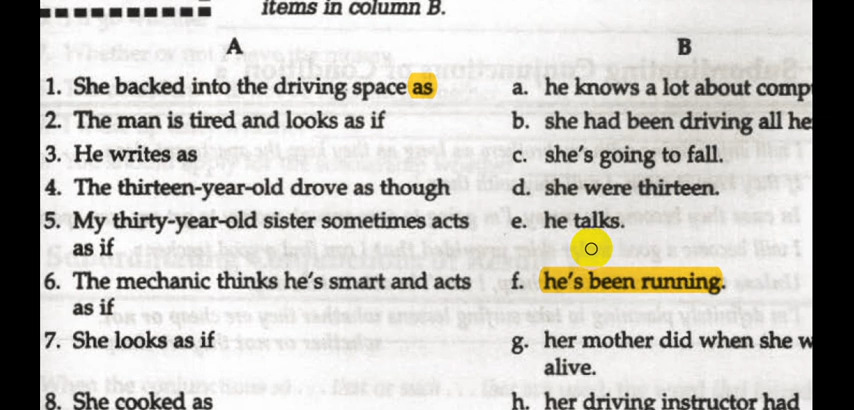 items in column B.
A B
1. She backed into the driving space as a. he knows a lot about comp
2. The man is tired and looks as if b. she had been driving all he
3. He writes as c. she's going to fall.
4. The thirteen-year-old drove as though d. she were thirteen.
5. My thirty-year-old sister sometimes acts e. he talks.
as if
6. The mechanic thinks he's smart and acts f. he's been running.
as if
7. She looks as if g. her mother did when she w
alive.
8. She cooked as h. her driving instructor had